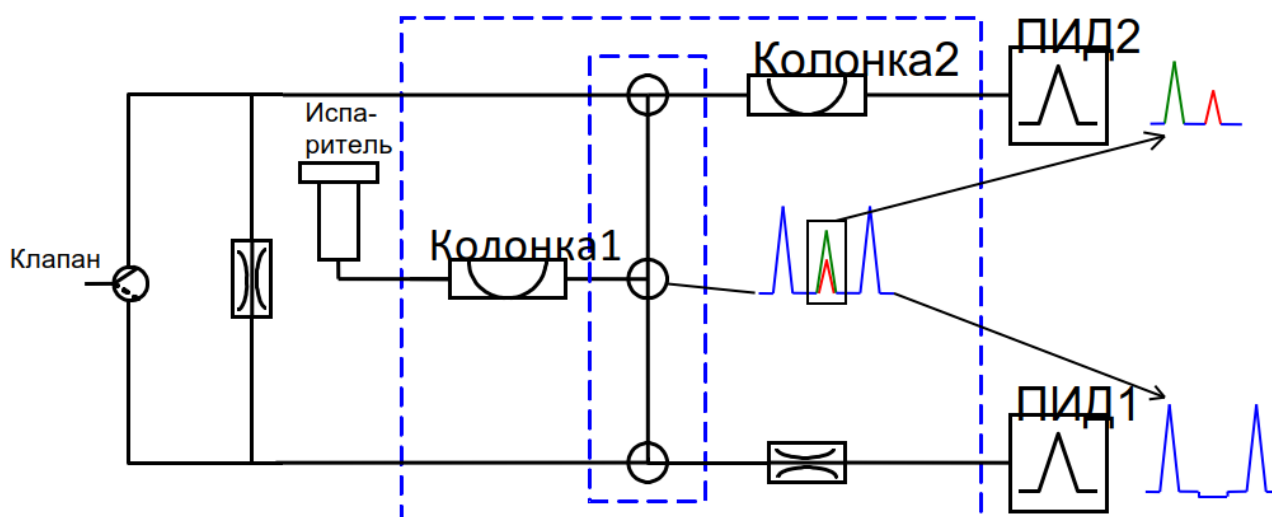 ПИД2
Колонка2
Испа-
ритель
Колонка1
Клапан
ПИД1